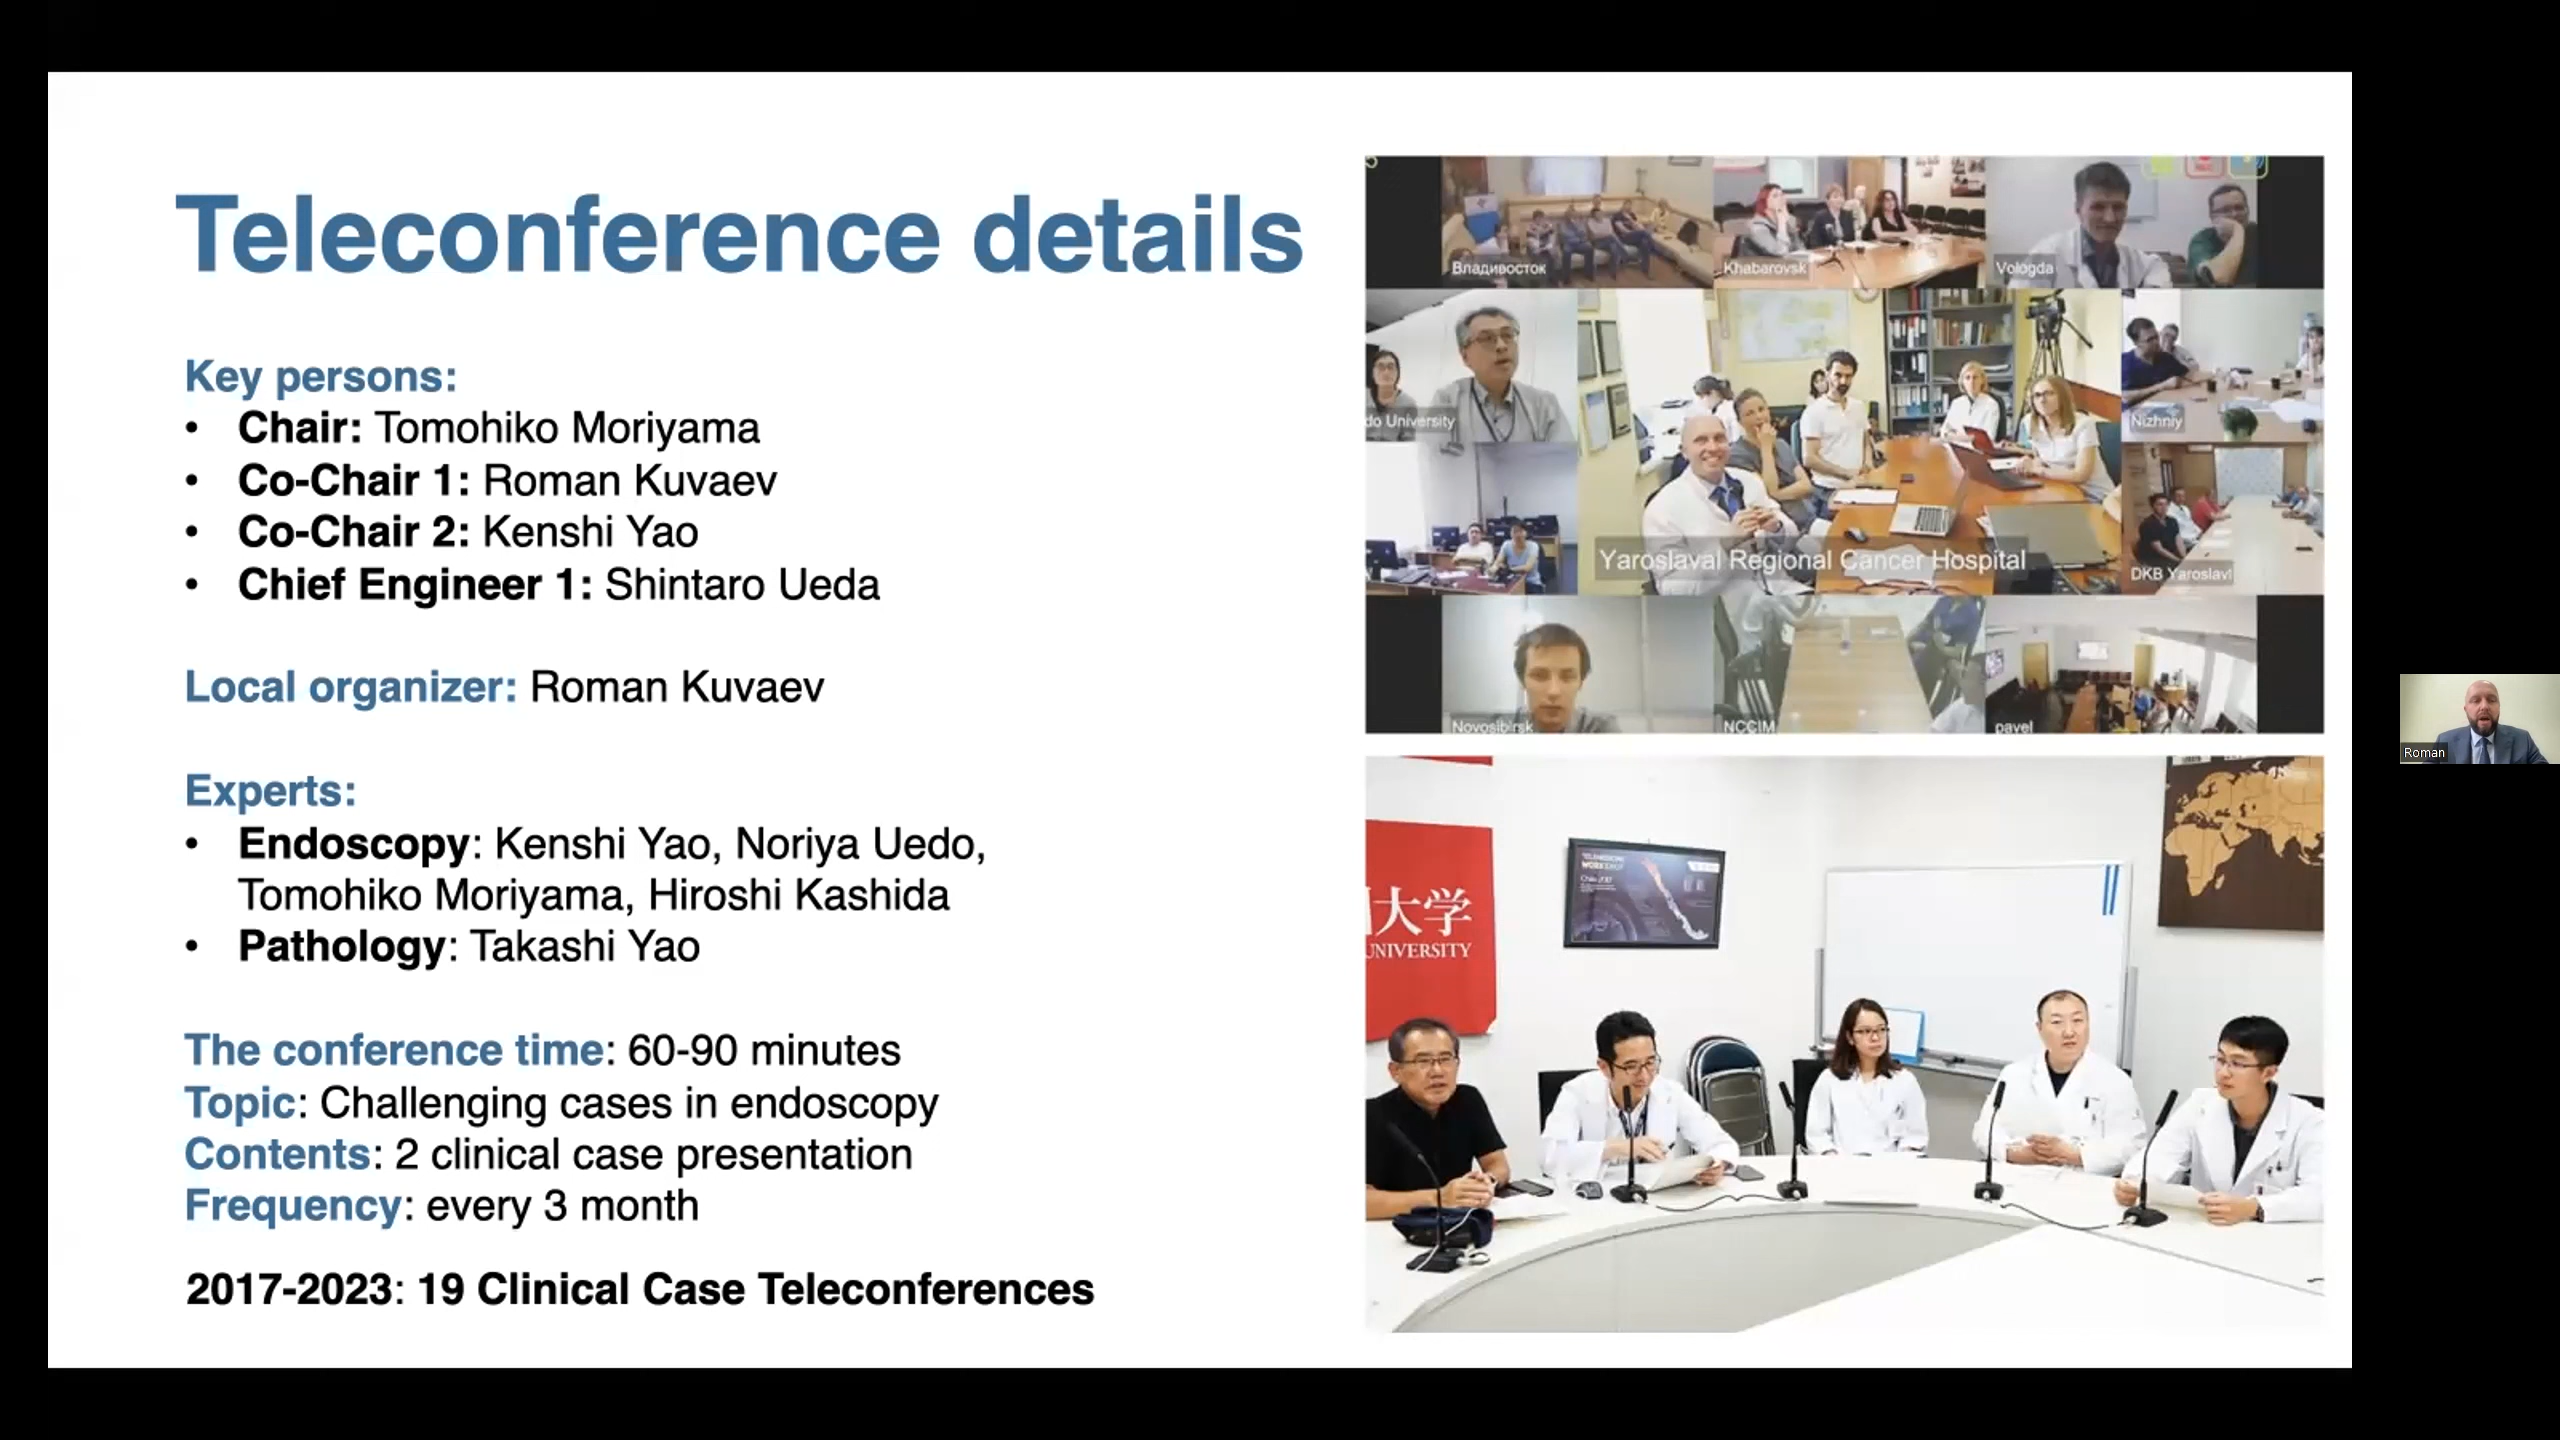 Teleconference details
Key persons:
• Chair: Tomohiko Moriyama
• Co-Chair 1: Roman Kuvaev
• Co-Chair 2: Kenshi Yao
• Chief Engineer 1: Shintaro Ueda
Local organizer: Roman Kuvaev
Experts:
• Endoscopy: Kenshi Yao, Noriya Uedo,
Tomohiko Moriyama, Hiroshi Kashida
• Pathology: Takashi Yao
The conference time: 60-90 minutes
Topic: Challenging cases in endoscopy
Contents: 2 clinical case presentation
Frequency: every 3 month
2017-2023: 19 Clinical Case Teleconferences
Владивосток
Khabarovsk
Vologda
do University
Nizhniy
Yaroslaval Regional Cancer Hospital
DKB Yaroslavl
Novosibirsk
NCCIM
pavel
大学
UNIVERSITY
WORKSHOP
Roman